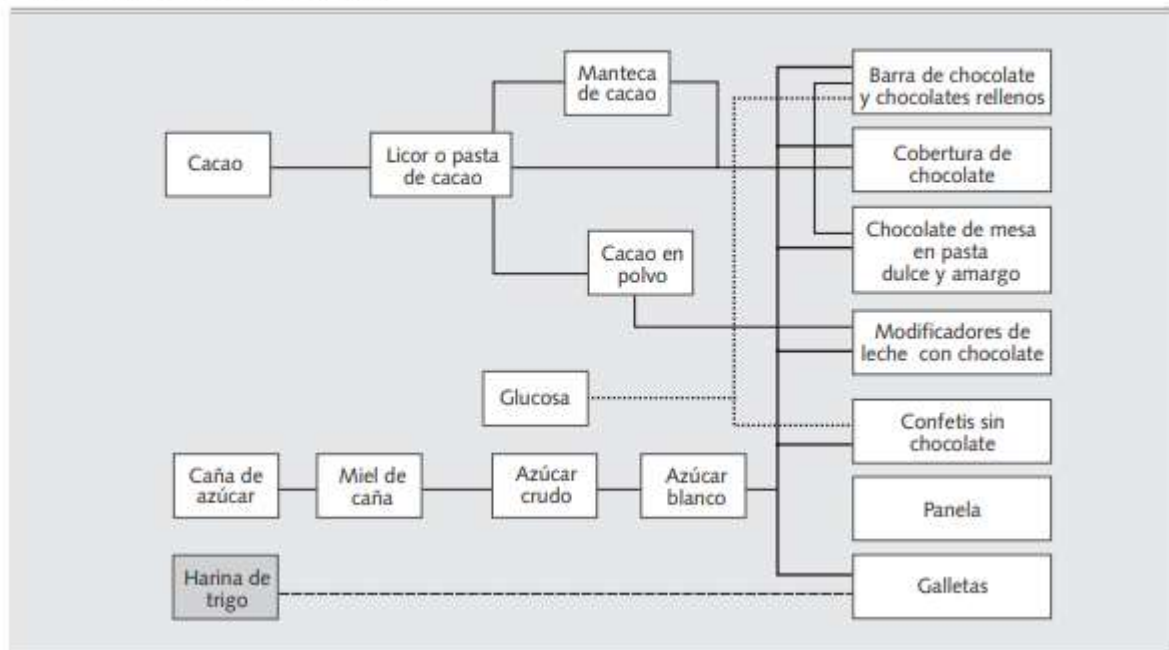 Manteca
de cacao
Barra de chocolate
y chocolates rellenos
Cacao
Licor o pasta
de cacao
Cobertura de
chocolate
Chocolate de mesa
en pasta
dulce y amargo
Cacao en
polvo
Modificadores de
leche con chocolate
Glucosa
Confetis sin
chocolate
Caña de
azúcar
Miel de
caña
Azúcar
crudo
Azúcar
blanco
Panela
Harina de
trigo
Galletas